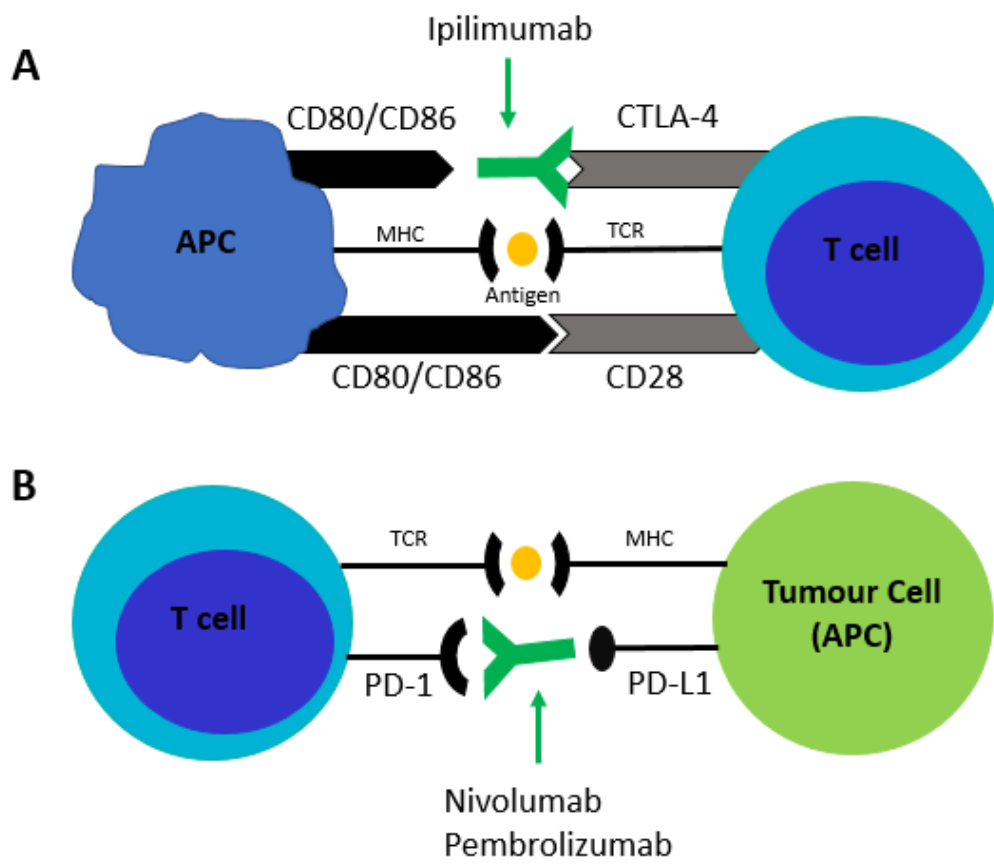 Ipilimumab
A
CD80/CD86
CTLA-4
APC
MHC
TCR
T cell
Antigen
CD80/CD86
CD28
B
TCR
MHC
T cell
Tumour Cell
(APC)
PD-1
PD-L1
Nivolumab
Pembrolizumab